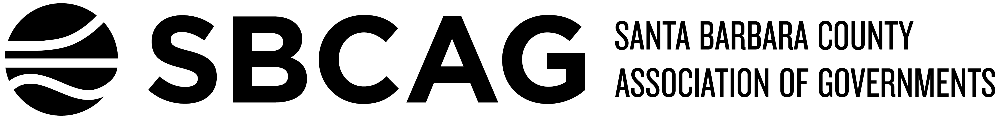 SBCAG
SANTA BARBARA COUNTY
ASSOCIATION OF GOVERNMENTS